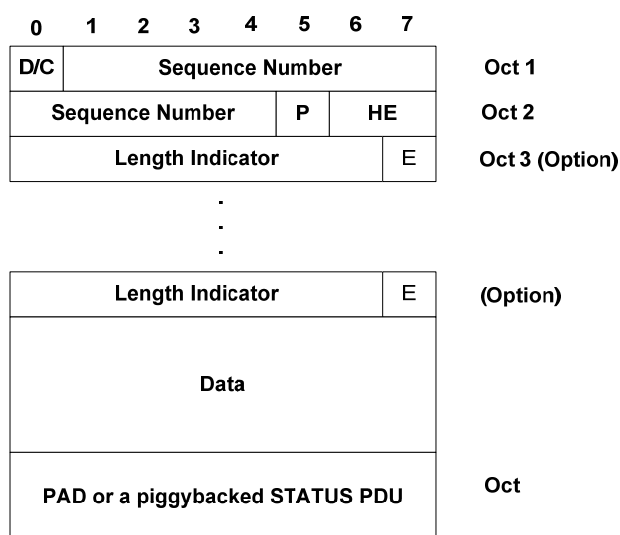 0 1 2 3 4 5 6 7
D/C Sequence Number Oct 1
Sequence Number P HE Oct 2
Length Indicator E Oct 3 (Option)
Length Indicator E (Option)
Data
PAD or a piggybacked STATUS PDU Oct